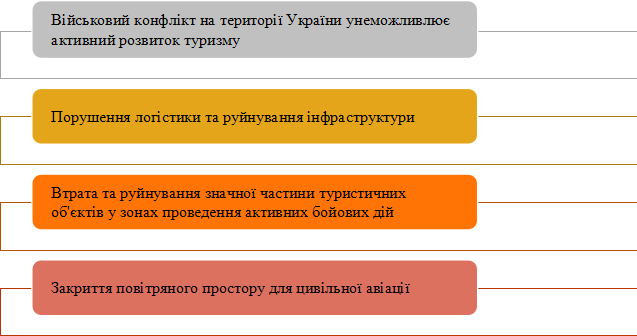 Військовий конфлікт на території України унеможливлює
активний розвиток туризму
Порушення логістики та руйнування інфраструктури
Втрата та руйнування значної частини туристичних
об'єктів у зонах проведення активних бойових дій
Закриття повітряного простору для цивільної авіації